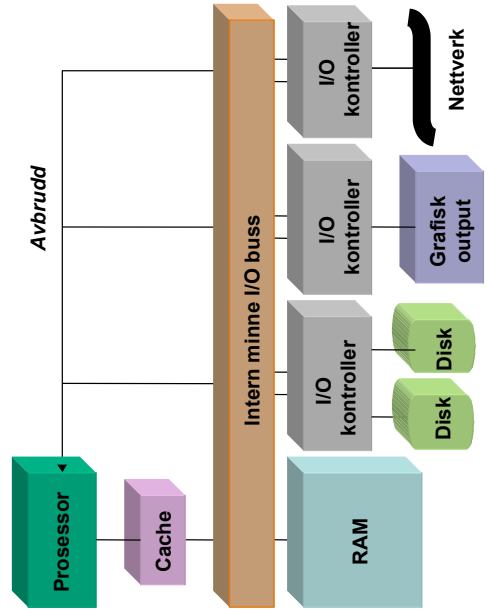 Avbrudd
Prosessor
Cache
Intern minne I/O buss
RAM
I/O
kontroller
I/O
kontroller
I/O
kontroller
Disk
Disk
Grafisk
output
Nettverk